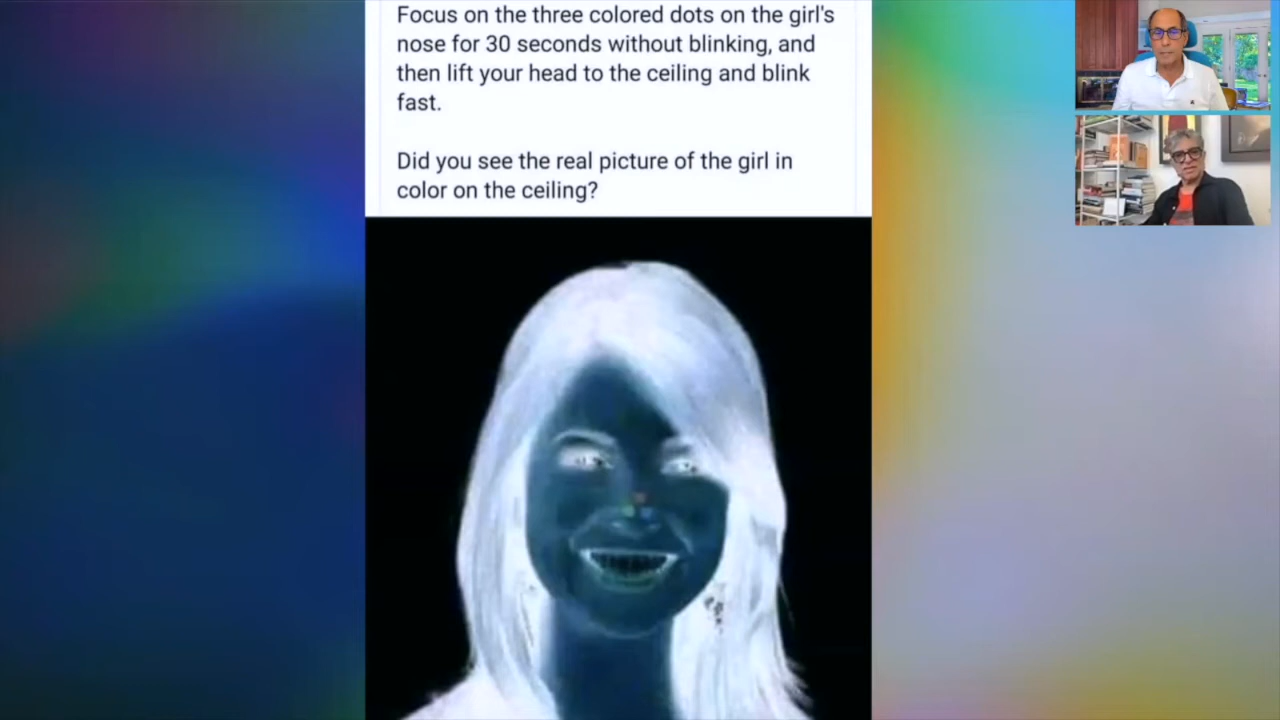 Focus on the three colored dots on the girl's
nose for 30 seconds without blinking, and
then lift your head to the ceiling and blink
fast.
Did you see the real picture of the girl in
color on the ceiling?